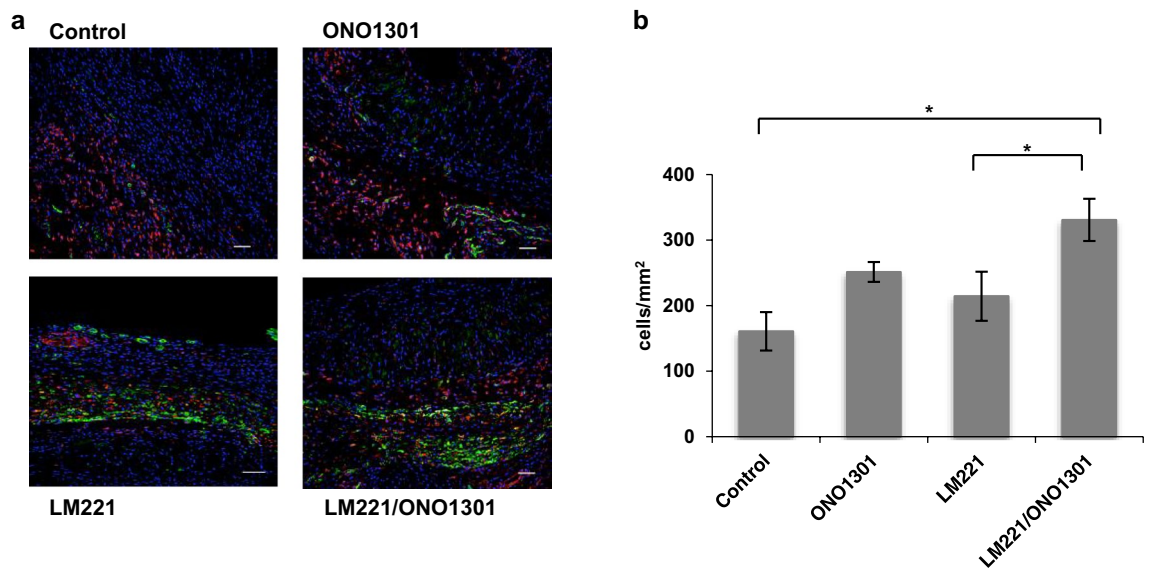 a
Control
ONO1301
LM221
LM221/ONO1301
b
*
*
400
300
200
100
0
cells/mm²
Control
ONO1301
LM221
LM221/ONO1301